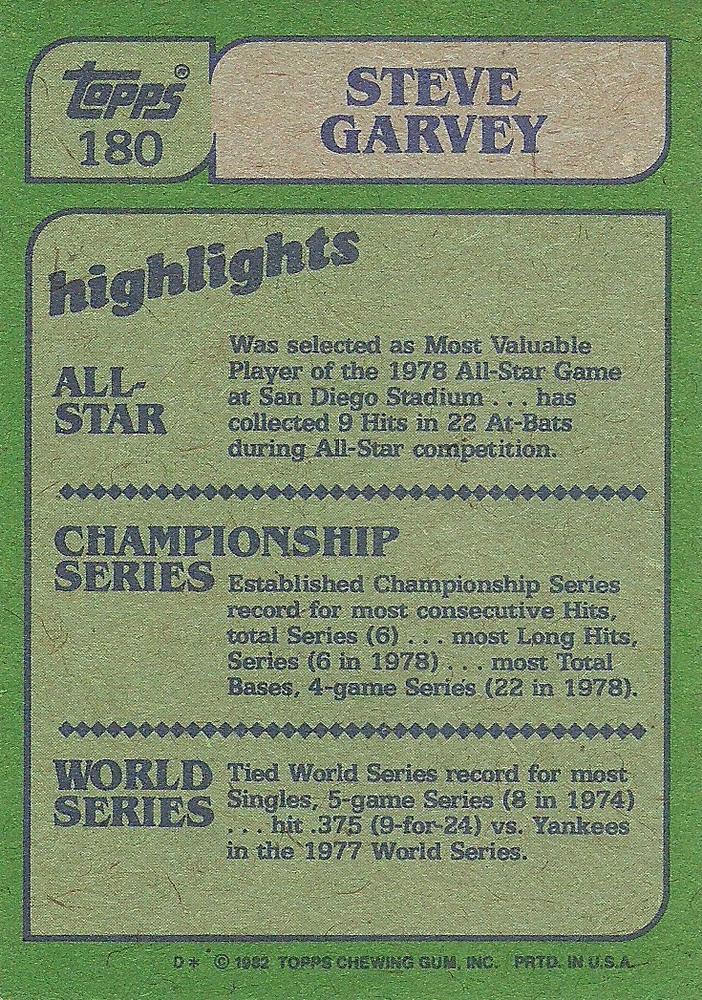 Topps®
180
STEVE
GARVEY
highlights
ALL-
STAR
Was selected as Most Valuable
Player of the 1978 All-Star Game
at San Diego Stadium . . . has
collected 9 Hits in 22 At-Bats
during All-Star competition.
CHAMPIONSHIP
SERIES
Established Championship Series
record for most consecutive Hits,
total Series (6) . . . most Long Hits,
Series (6 in 1978) . . . most Total
Bases, 4-game Series (22 in 1978).
WORLD
SERIES
Tied World Series record for most
Singles, 5-game Series (8 in 1974)
. . . hit .375 (9-for-24) vs. Yankees
in the 1977 World Series.
D* © 1982 TOPPS CHEWING GUM, INC. PRTD. IN U.S.A.